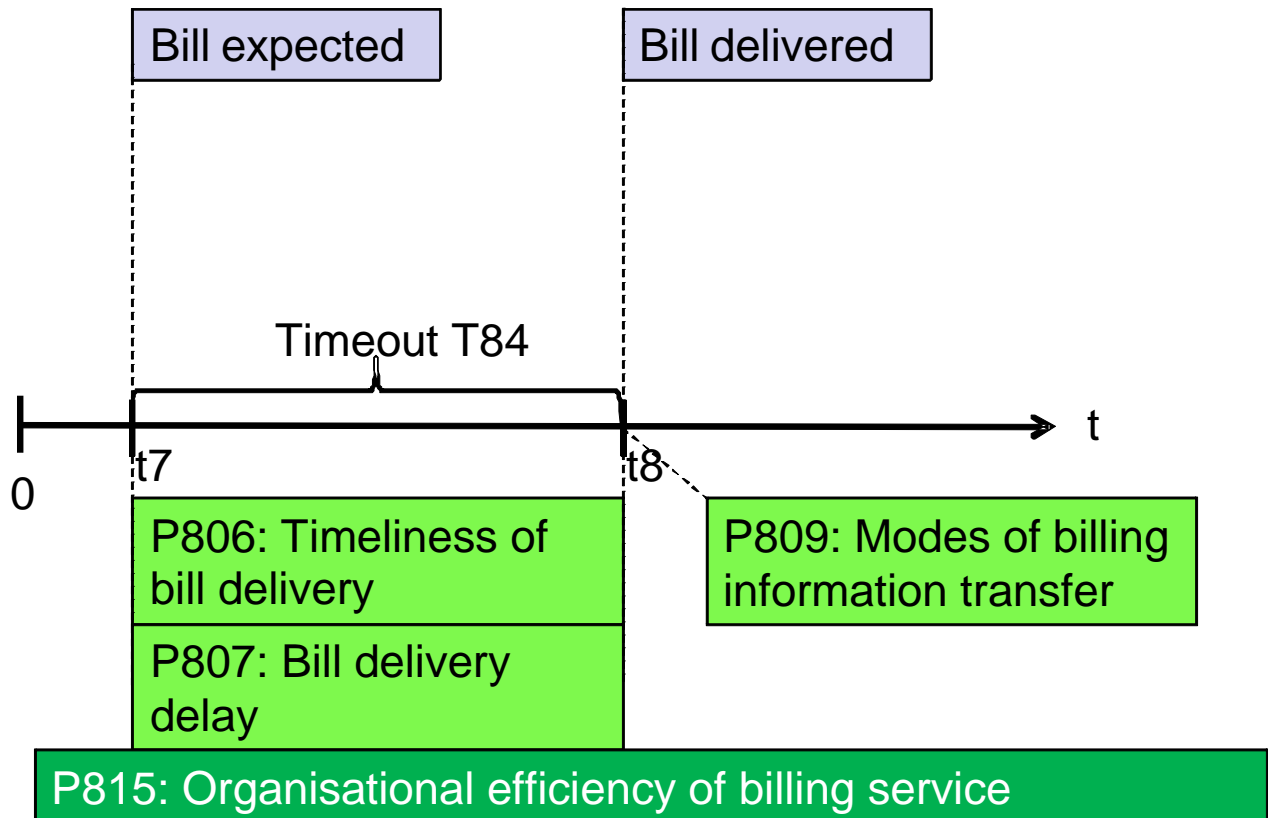 Bill expected
Bill delivered
Timeout T84
t
t7
t8
0
P806: Timeliness of
bill delivery
P809: Modes of billing
information transfer
P807: Bill delivery
delay
P815: Organisational efficiency of billing service